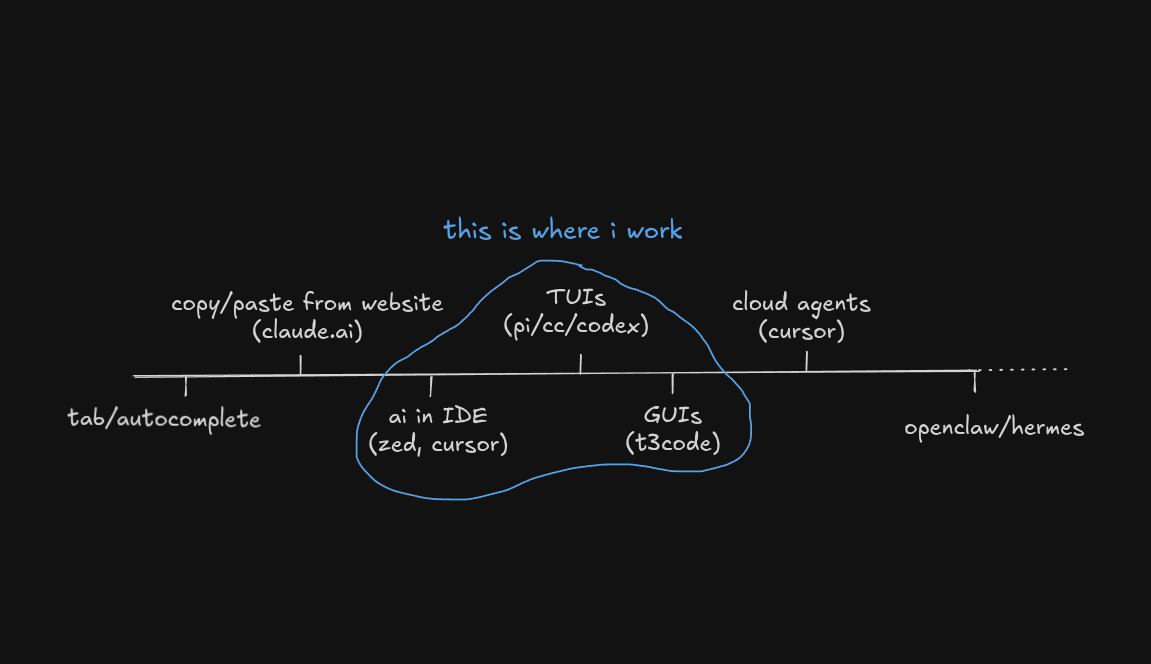 this is where i work
copy/paste from website
(claude.ai)
TUIs
(pi/cc/codex)
cloud agents
(cursor)
tab/autocomplete
ai in IDE
(zed, cursor)
GUIs
(t3code)
openclaw/hermes